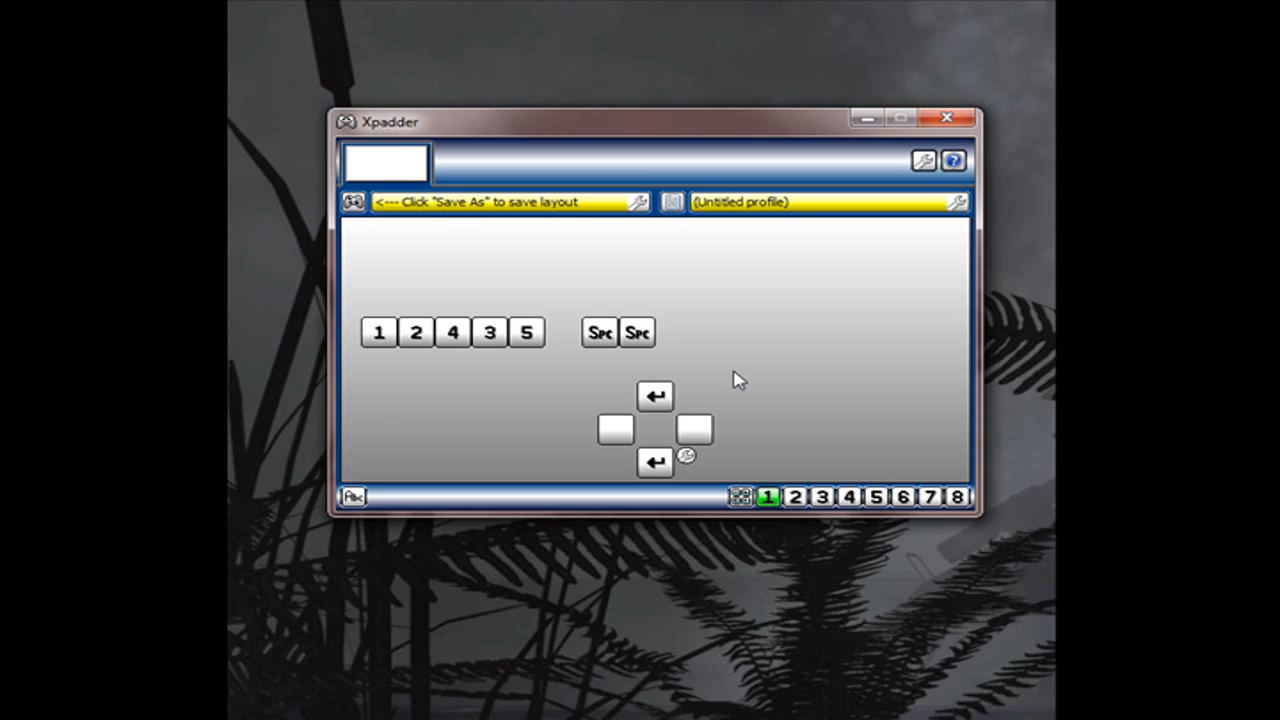 Xpadder
<--- Click "Save As" to save layout (Untitled profile)
1 2 4 3 5 Spc Spc
Abc 1 2 3 4 5 6 7 8